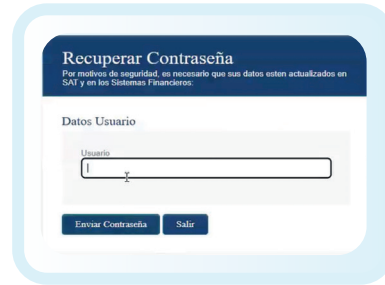 Recuperar Contraseña
Por motivos de seguridad, es necesario que sus datos esten actualizados en
SAT y en los Sistemas Financieros:
Datos Usuario
Usuario
Enviar Contraseña Salir